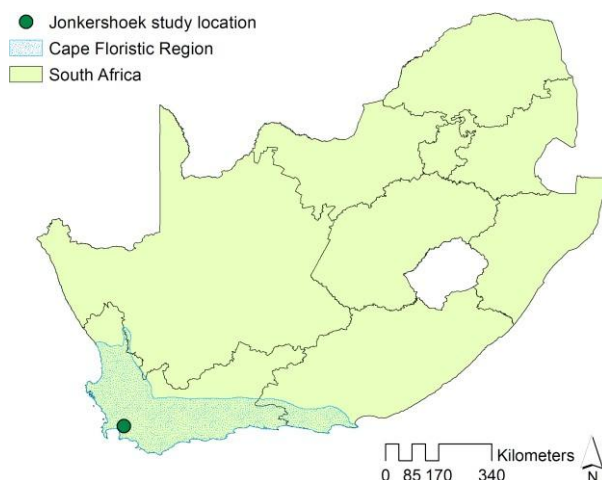 Jonkershoek study location
Cape Floristic Region
South Africa
Kilometers
0 85 170 340
N